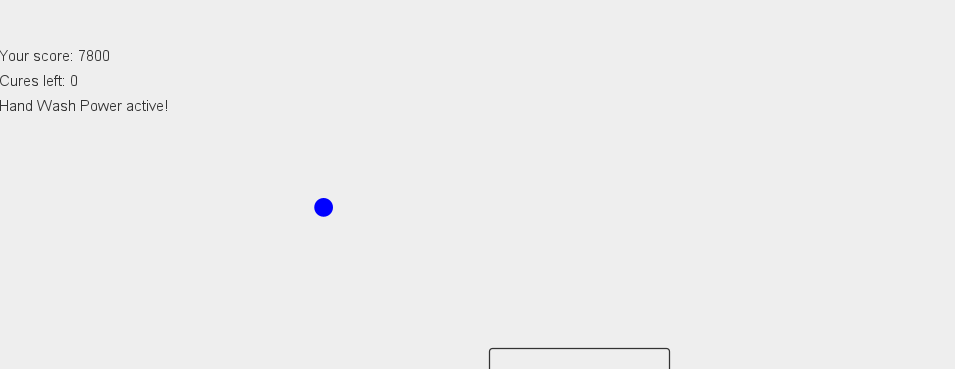 Your score: 7800
Cures left: 0
Hand Wash Power active!